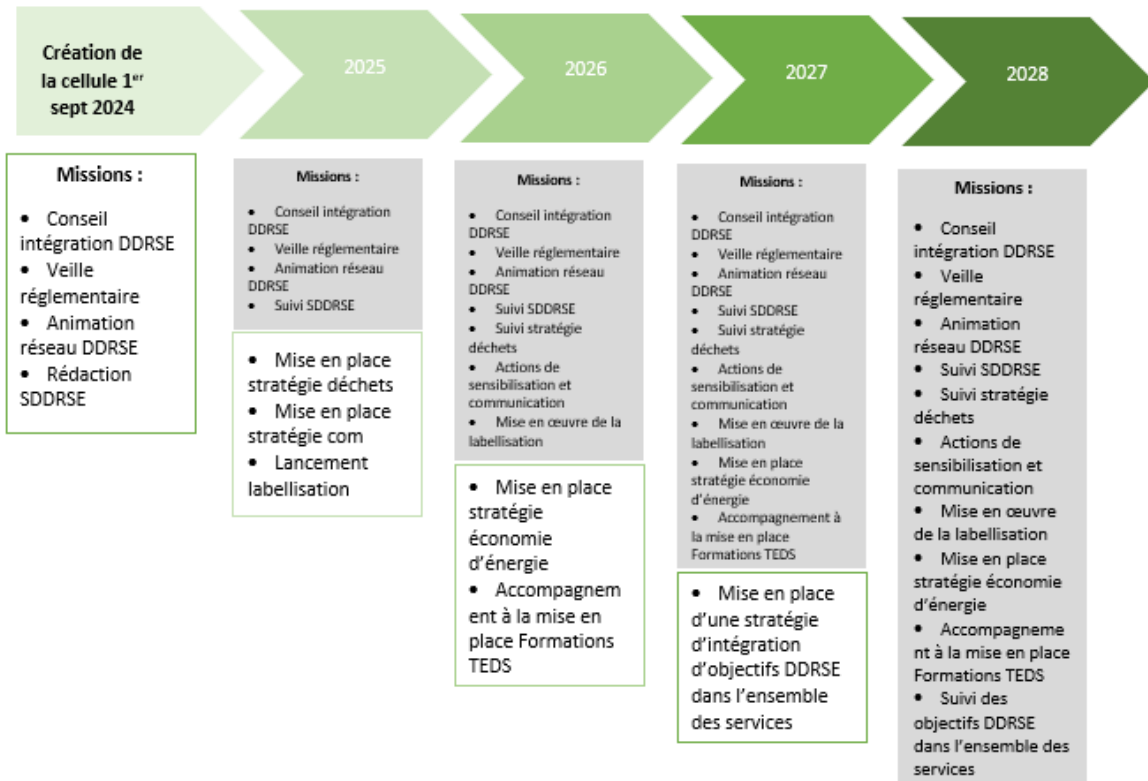 Création de
la cellule 1er
sept 2024
2025
2026
2027
2028
Missions :
• Conseil
intégration DDRSE
• Veille
réglementaire
• Animation
réseau DDRSE
• Rédaction
SDDRSE
Missions :
• Conseil intégration
DDRSE
• Veille réglementaire
• Animation réseau
DDRSE
• Suivi SDDRSE
• Mise en place
stratégie déchets
• Mise en place
stratégie com
• Lancement
labellisation
Missions :
• Conseil intégration
DDRSE
• Veille réglementaire
• Animation réseau
DDRSE
• Suivi SDDRSE
• Suivi stratégie
déchets
• Actions de
sensibilisation et
communication
• Mise en œuvre de la
labellisation
• Mise en place
stratégie
économie
d’énergie
• Accompagnem
ent à la mise en
place Formations
TEDS
Missions :
• Conseil intégration
DDRSE
• Veille réglementaire
• Animation réseau
DDRSE
• Suivi SDDRSE
• Suivi stratégie
déchets
• Actions de
sensibilisation et
communication
• Mise en œuvre de la
labellisation
• Mise en place
stratégie économie
d’énergie
• Accompagnement à
la mise en place
Formations TEDS
• Mise en place
d’une stratégie
d’intégration
d’objectifs DDRSE
dans l’ensemble
des services
Missions :
• Conseil
intégration DDRSE
• Veille
réglementaire
• Animation
réseau DDRSE
• Suivi SDDRSE
• Suivi stratégie
déchets
• Actions de
sensibilisation et
communication
• Mise en œuvre
de la labellisation
• Mise en place
stratégie économie
d’énergie
• Accompagneme
nt à la mise en place
Formations TEDS
• Suivi des
objectifs DDRSE
dans l’ensemble des
services